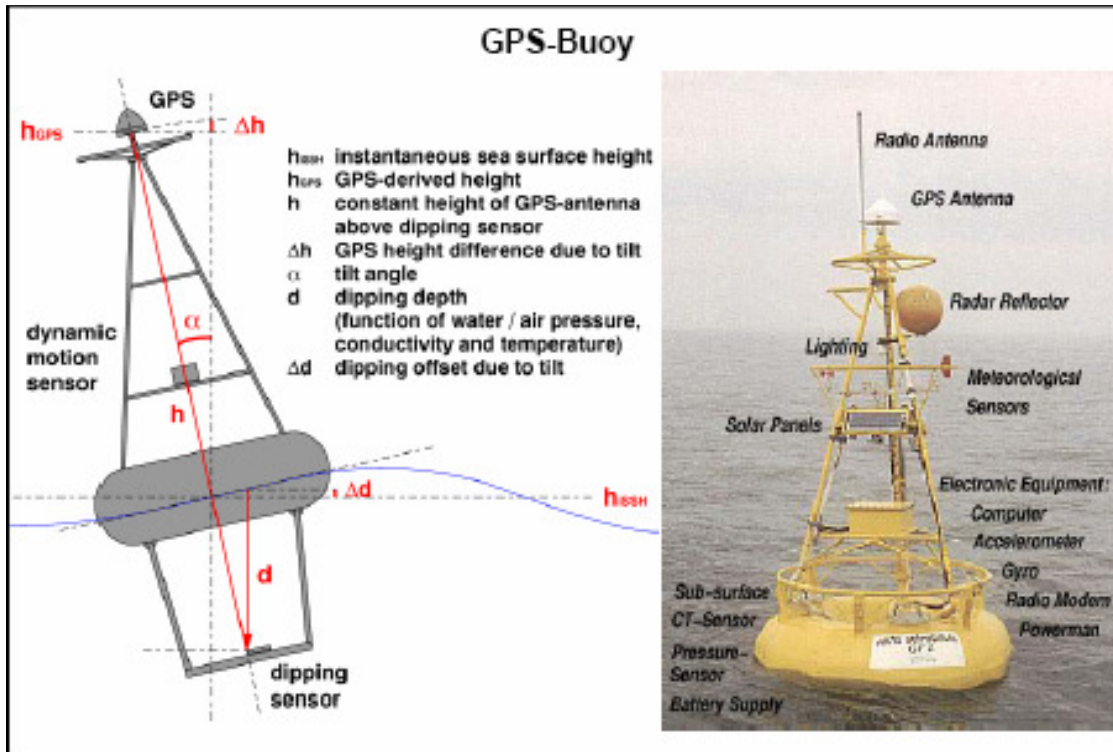 GPS-Buoy
GPS
hGPS
Δh
hISSH instantaneous sea surface height
hGPS GPS-derived height
h constant height of GPS-antenna
above dipping sensor
Δh GPS height difference due to tilt
α tilt angle
d dipping depth
(function of water / air pressure,
conductivity and temperature)
Δd dipping offset due to tilt
α
dynamic
motion
sensor
h
Δd
hISSH
d
dipping
sensor
Radio Antenna
GPS Antenna
Radar Reflector
Lighting
Meteorological
Sensors
Solar Panels
Electronic Equipment:
Computer
Accelerometer
Gyro
Radio Modem
Powerman
Sub-surface
CT-Sensor
Pressure-
Sensor
Battery Supply